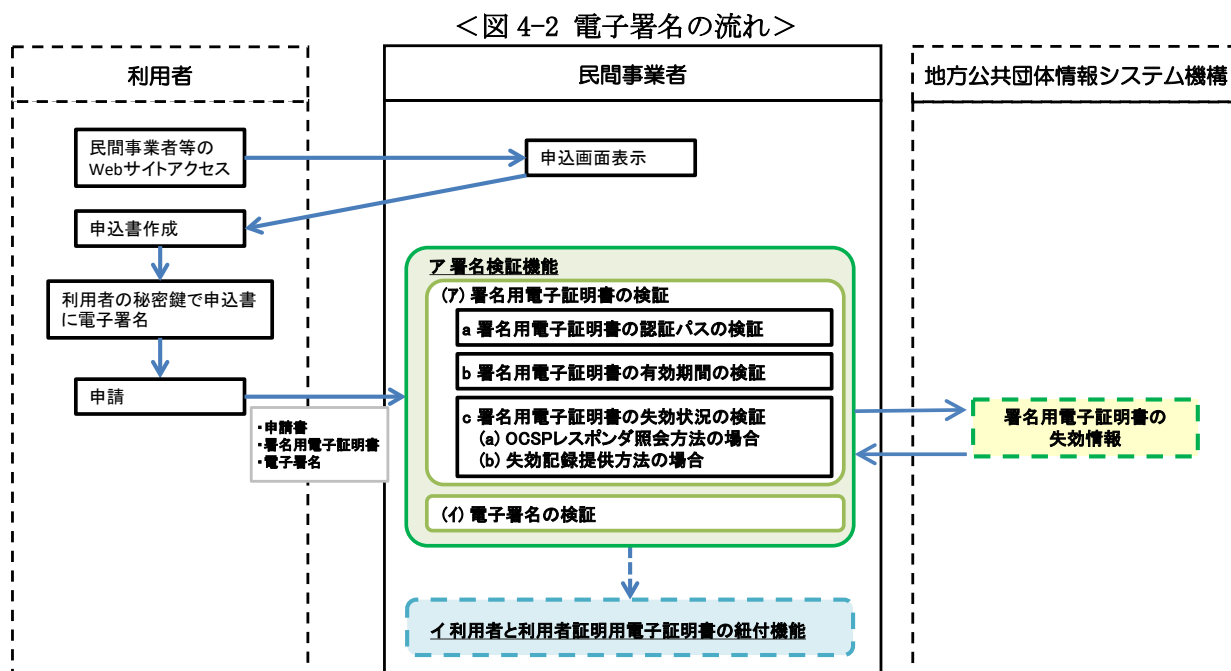 ＜図 4-2 電子署名の流れ＞
利用者
民間事業者
地方公共団体情報システム機構
民間事業者等の
Webサイトアクセス
申込画面表示
申込書作成
利用者の秘密鍵で申込書
に電子署名
申請
・申請書
・署名用電子証明書
・電子署名
ア 署名検証機能
(ｱ) 署名用電子証明書の検証
a 署名用電子証明書の認証パスの検証
b 署名用電子証明書の有効期間の検証
c 署名用電子証明書の失効状況の検証
(a) OCSPレスポンダ照会方法の場合
(b) 失効記録提供方法の場合
(ｲ) 電子署名の検証
署名用電子証明書の
失効情報
イ 利用者と利用者証明用電子証明書の紐付機能